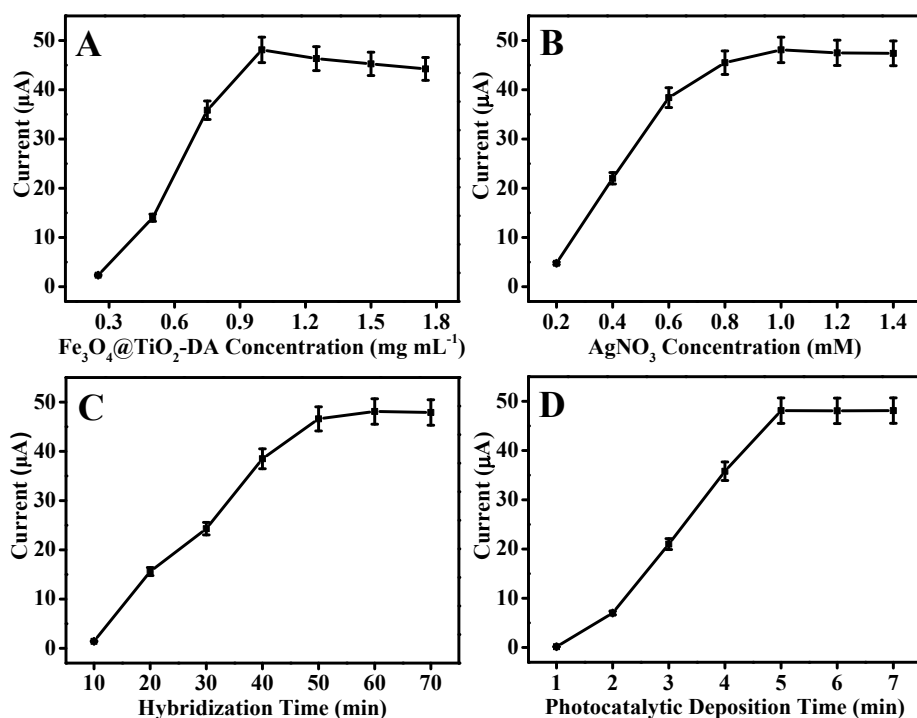 A
Current (μA)
50
40
30
20
10
0
0.3 0.6 0.9 1.2 1.5 1.8
Fe₃O₄@TiO₂-DA Concentration (mg mL⁻¹)
B
Current (μA)
50
40
30
20
10
0
0.2 0.4 0.6 0.8 1.0 1.2 1.4
AgNO₃ Concentration (mM)
C
Current (μA)
50
40
30
20
10
0
10 20 30 40 50 60 70
Hybridization Time (min)
D
Current (μA)
50
40
30
20
10
0
1 2 3 4 5 6 7
Photocatalytic Deposition Time (min)